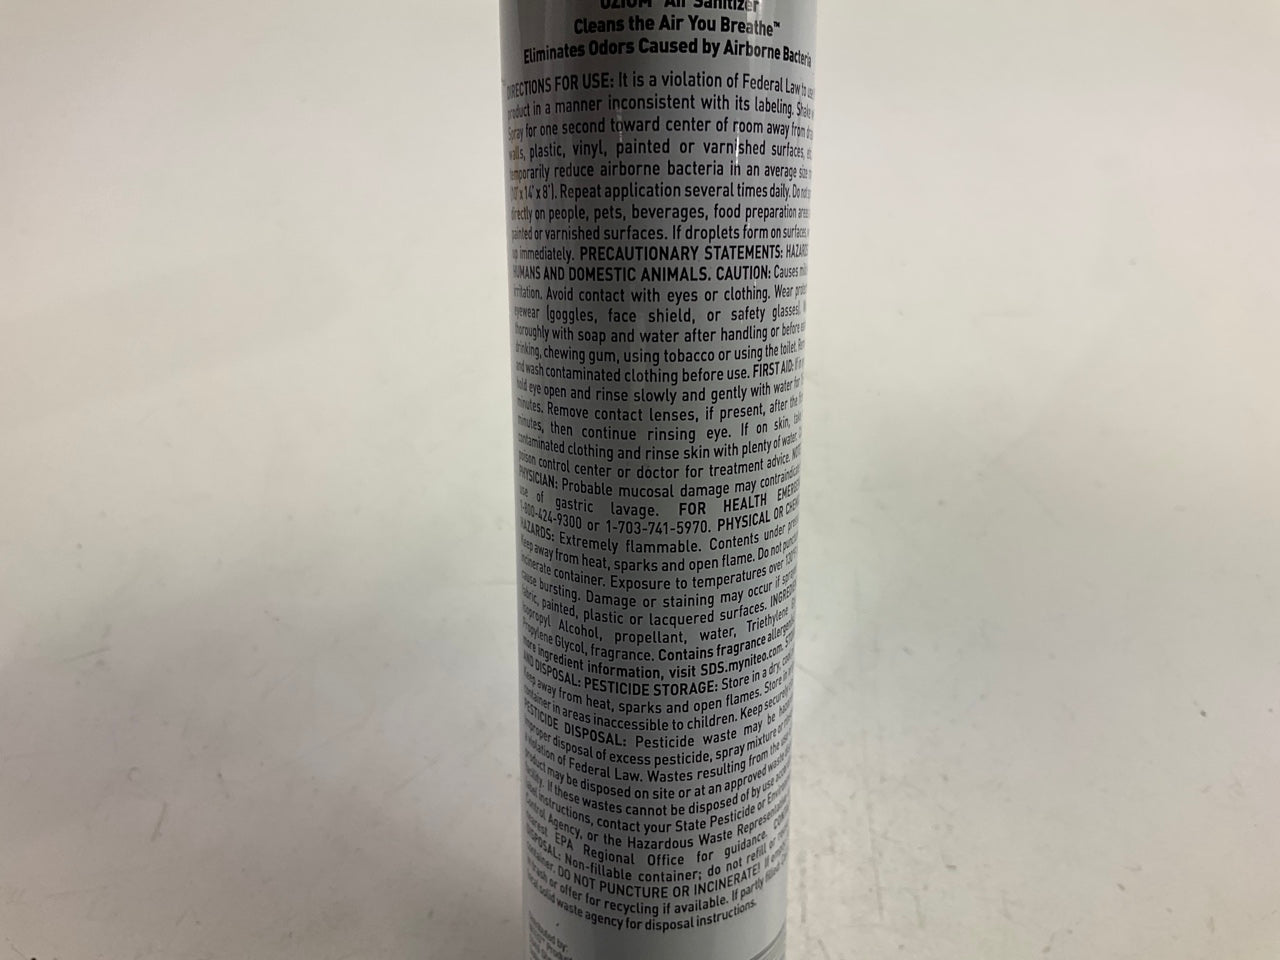 OZIUM™ Air Sanitizer
Cleans the Air You Breathe™
Eliminates Odors Caused by Airborne Bacteria
DIRECTIONS FOR USE: It is a violation of Federal Law to
product in a manner inconsistent with its labeling. Shake
Spray for one second toward center of room away from
walls, plastic, vinyl, painted or varnished surfaces,
temporarily reduce airborne bacteria in an average size
(10' x 14' x 8'). Repeat application several times daily. Do not
directly on people, pets, beverages, food preparation
painted or varnished surfaces. If droplets form on surfaces,
up immediately. PRECAUTIONARY STATEMENTS:
HUMANS AND DOMESTIC ANIMALS. CAUTION: Causes
irritation. Avoid contact with eyes or clothing. Wear
eyewear (goggles, face shield, or safety glasses).
thoroughly with soap and water after handling or before
drinking, chewing gum, using tobacco or using the toilet.
and wash contaminated clothing before use. FIRST AID: If in
hold eye open and rinse slowly and gently with water for
minutes. Remove contact lenses, if present, after the
minutes, then continue rinsing eye. If on skin,
contaminated clothing and rinse skin with plenty of water.
poison control center or doctor for treatment advice.
PHYSICIAN: Probable mucosal damage may contraindicate
use of gastric lavage. FOR HEALTH
1-800-424-9300 or 1-703-741-5970. PHYSICAL OR
HAZARDS: Extremely flammable. Contents under
Keep away from heat, sparks and open flame. Do not
incinerate container. Exposure to temperatures over 130°F
cause bursting. Damage or staining may occur if
fabric, painted, plastic or lacquered surfaces.
Isopropyl Alcohol, propellant, water, Triethylene
Propylene Glycol, fragrance. Contains fragrance
more ingredient information, visit SDS.myniteo.com.
AND DISPOSAL: PESTICIDE STORAGE: Store in a dry,
Keep away from heat, sparks and open flames. Store in
container in areas inaccessible to children. Keep securely
PESTICIDE DISPOSAL: Pesticide waste may be
Improper disposal of excess pesticide, spray mixture or
a violation of Federal Law. Wastes resulting from the
product may be disposed on site or at an approved waste
facility. If these wastes cannot be disposed of by use
label instructions, contact your State Pesticide or
Control Agency, or the Hazardous Waste
nearest EPA Regional Office for guidance.
DISPOSAL: Non-fillable container; do not refill or
container. DO NOT PUNCTURE OR INCINERATE! If
in trash or offer for recycling if available. If partly filled
local solid waste agency for disposal instructions.